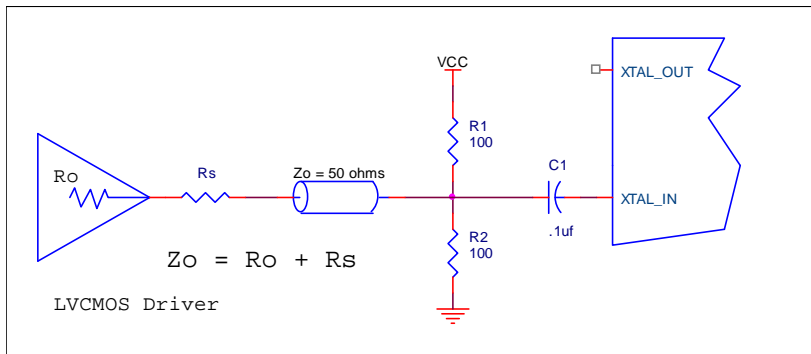 VCC
XTAL_OUT
R1
100
Ro
Rs
Zo = 50 ohms
C1
.1uf
XTAL_IN
R2
100
Zo = Ro + Rs
LVCMOS Driver